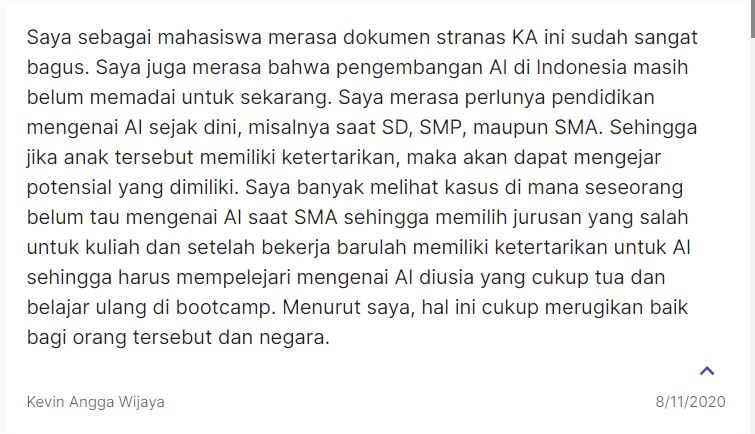 Saya sebagai mahasiswa merasa dokumen stranas KA ini sudah sangat
bagus. Saya juga merasa bahwa pengembangan AI di Indonesia masih
belum memadai untuk sekarang. Saya merasa perlunya pendidikan
mengenai AI sejak dini, misalnya saat SD, SMP, maupun SMA. Sehingga
jika anak tersebut memiliki ketertarikan, maka akan dapat mengejar
potensial yang dimiliki. Saya banyak melihat kasus di mana seseorang
belum tau mengenai AI saat SMA sehingga memilih jurusan yang salah
untuk kuliah dan setelah bekerja barulah memiliki ketertarikan untuk AI
sehingga harus mempelejari mengenai AI diusia yang cukup tua dan
belajar ulang di bootcamp. Menurut saya, hal ini cukup merugikan baik
bagi orang tersebut dan negara.
Kevin Angga Wijaya
8/11/2020